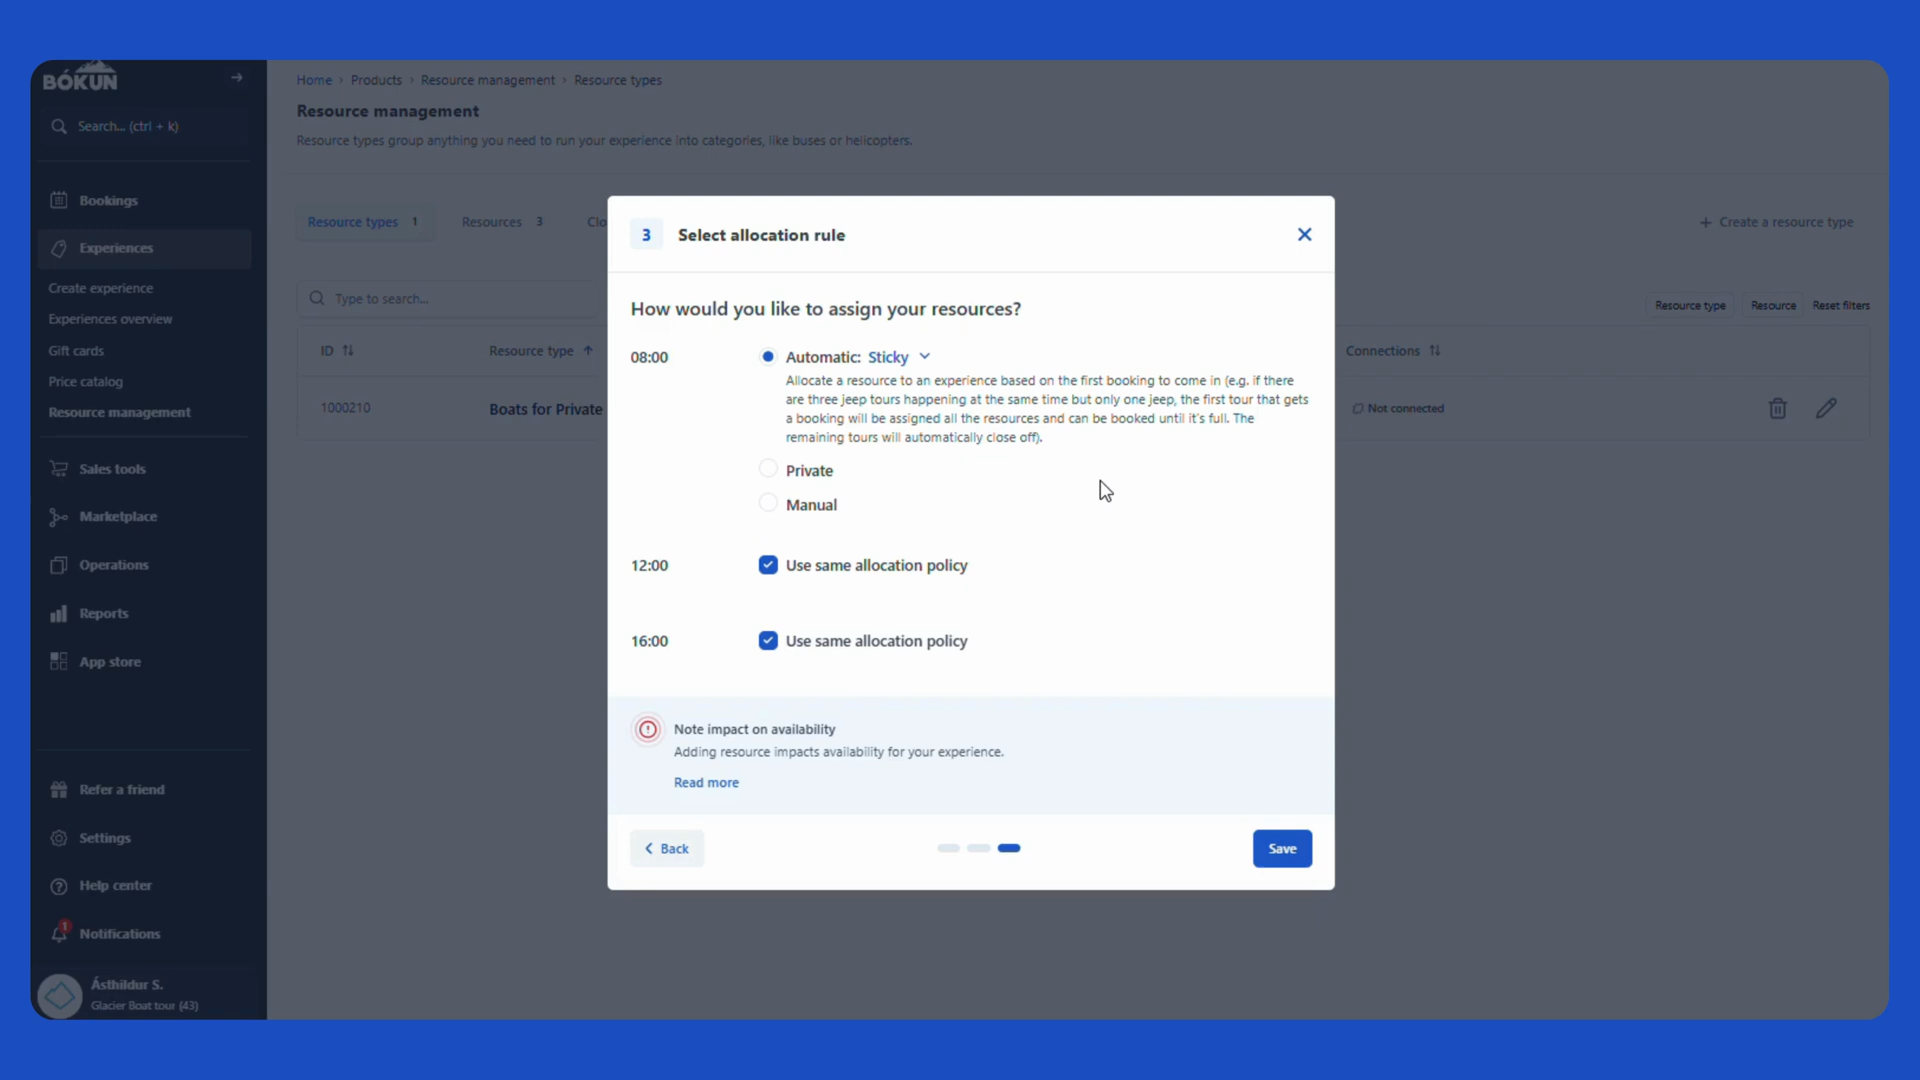 BÓKUN
Search... (ctrl + k)
Bookings
Experiences
Create experience
Experiences overview
Gift cards
Price catalog
Resource management
Sales tools
Marketplace
Operations
Reports
App store
Refer a friend
Settings
Help center
1
Notifications
Ásthildur S.
Glacier Boat tour (43)
Home › Products › Resource management › Resource types
Resource management
Resource types group anything you need to run your experience into categories, like buses or helicopters.
Resource types 1 Resources 3 Clo
+ Create a resource type
Type to search...
Resource type Resource Reset filters
ID Resource type Connections
1000210 Boats for Private Not connected
3 Select allocation rule
How would you like to assign your resources?
08:00 Automatic: Sticky
Allocate a resource to an experience based on the first booking to come in (e.g. if there
are three jeep tours happening at the same time but only one jeep, the first tour that gets
a booking will be assigned all the resources and can be booked until it's full. The
remaining tours will automatically close off).
Private
Manual
12:00 Use same allocation policy
16:00 Use same allocation policy
Note impact on availability
Adding resource impacts availability for your experience.
Read more
Back
Save